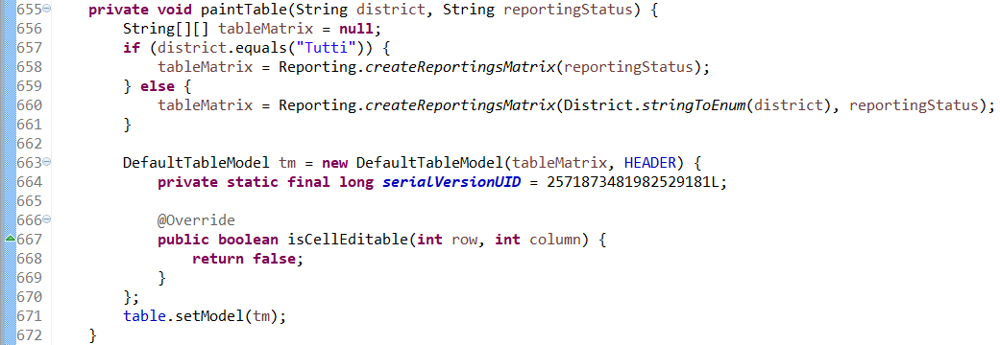 655 private void paintTable(String district, String reportingStatus) {
656 String[][] tableMatrix = null;
657 if (district.equals("Tutti")) {
658 tableMatrix = Reporting.createReportingsMatrix(reportingStatus);
659 } else {
660 tableMatrix = Reporting.createReportingsMatrix(District.stringToEnum(district), reportingStatus);
661 }
662
663 DefaultTableModel tm = new DefaultTableModel(tableMatrix, HEADER) {
664 private static final long serialVersionUID = 2571873481982529181L;
665
666 @Override
667 public boolean isCellEditable(int row, int column) {
668 return false;
669 }
670 };
671 table.setModel(tm);
672 }